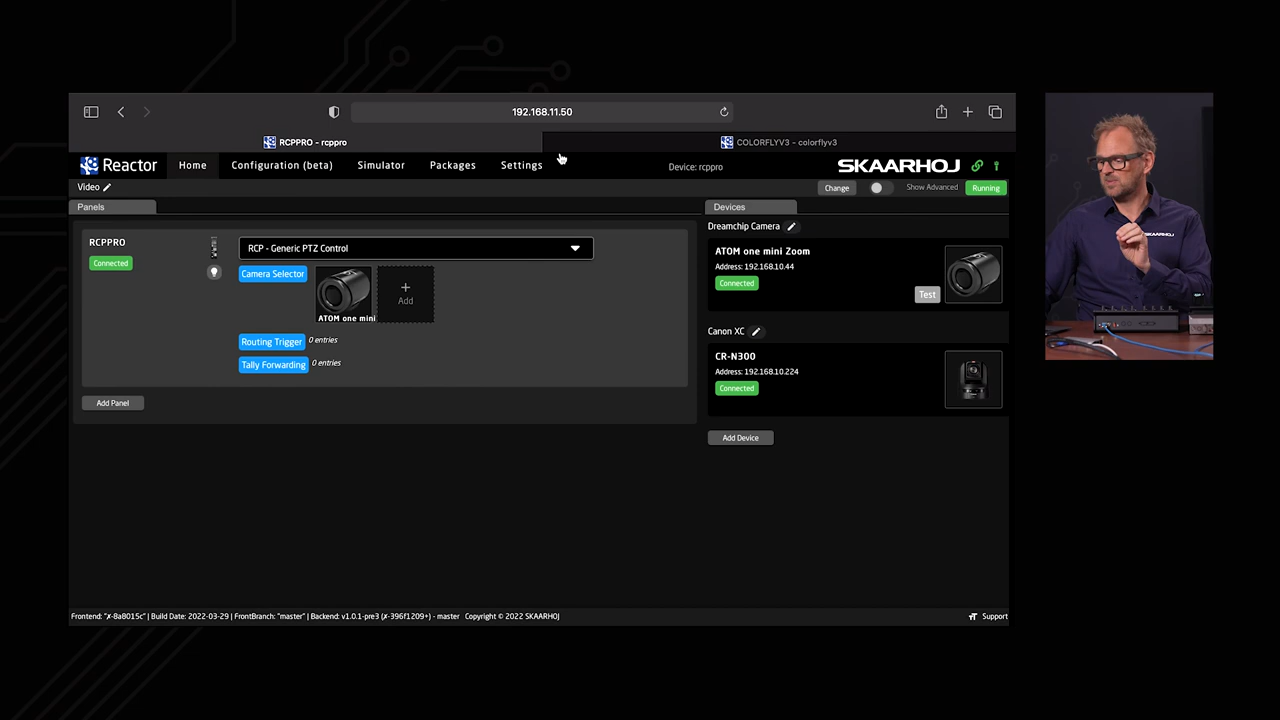 192.168.11.50
RCPPRO - rcppro
COLORFLYV3 - colorflyv3
Reactor Home Configuration (beta) Simulator Packages Settings Device: rcppro SKAARHOJ
Video Change Show Advanced Running
Panels
Devices
RCPPRO
Connected
RCP - Generic PTZ Control
Camera Selector
ATOM one mini
+
Add
Routing Trigger 0 entries
Tally Forwarding 0 entries
Add Panel
Dreamchip Camera
ATOM one mini Zoom
Address: 192.168.10.44
Connected
Test
Canon XC
CR-N300
Address: 192.168.10.224
Connected
Add Device
Frontend: "✗-8a8015c" | Build Date: 2022-03-29 | FrontBranch: "master" | Backend: v1.0.1-pre3 (✗-396f1209+) - master Copyright © 2022 SKAARHOJ
Support
SKAARHOJ